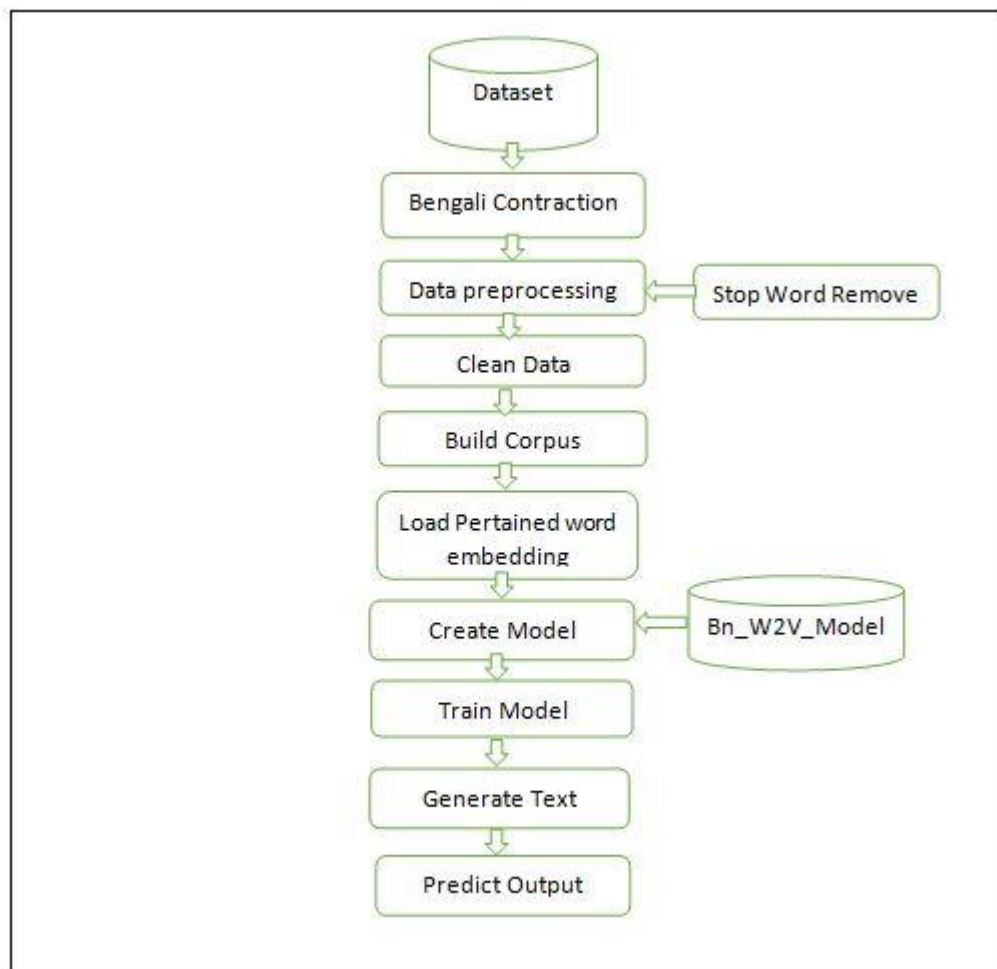 Dataset
Bengali Contraction
Data preprocessing
Stop Word Remove
Clean Data
Build Corpus
Load Pertained word
embedding
Create Model
Bn_W2V_Model
Train Model
Generate Text
Predict Output